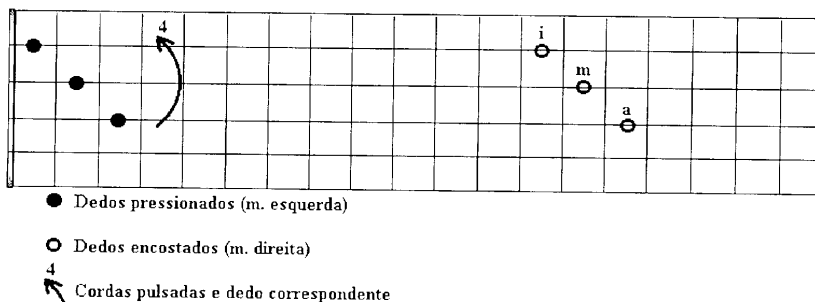 4
i
m
a
Dedos pressionados (m. esquerda)
Dedos encostados (m. direita)
4
Cordas pulsadas e dedo correspondente